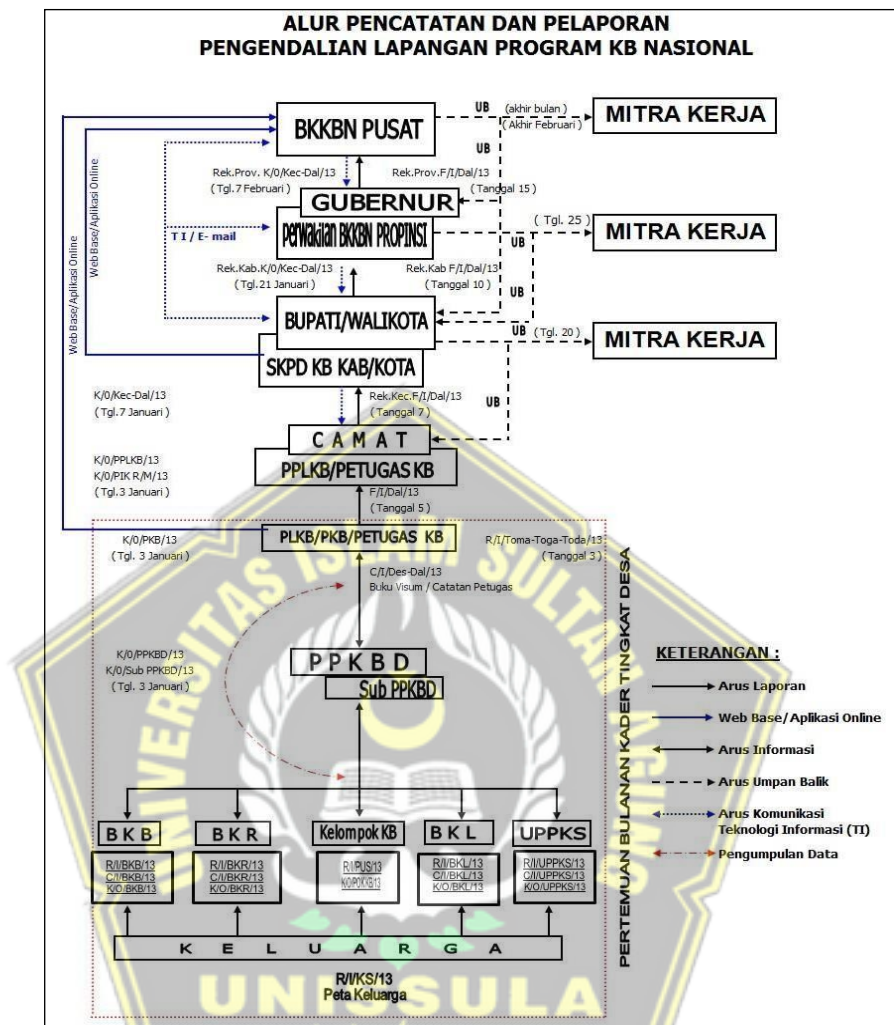 ALUR PENCATATAN DAN PELAPORAN
PENGENDALIAN LAPANGAN PROGRAM KB NASIONAL
BKKBN PUSAT
UB
(akhir bulan )
( Akhir Februari )
MITRA KERJA
UB
Rek.Prov. K/0/Kec-Dal/13
( Tgl.7 Februari )
Rek.Prov.F/I/Dal/13
( Tanggal 15 )
GUBERNUR
Perwakilan BKKBN PROPINSI
( Tgl. 25 )
UB
MITRA KERJA
T I / E- mail
Web Base/Aplikasi Online
Web Base/Aplikasi Online
Rek.Kab.K/0/Kec-Dal/13
(Tgl.21 Januari )
Rek.Kab F/I/Dal/13
(Tanggal 10 )
UB
BUPATI/WALIKOTA
UB
(Tgl. 20 )
MITRA KERJA
SKPD KB KAB/KOTA
K/0/Kec-Dal/13
( Tgl.7 Januari )
Rek.Kec.F/I/Dal/13
(Tanggal 7 )
UB
C A M A T
PPLKB/PETUGAS KB
K/0/PPLKB/13
K/0/PIK R/M/13
( Tgl.3 Januari )
F/I/Dal/13
(Tanggal 5 )
PLKB/PKB/PETUGAS KB
K/0/PKB/13
( Tgl. 3 Januari )
R/I/Toma-Toga-Toda/13
(Tanggal 3 )
C/I/Des-Dal/13
Buku Visum / Catatan Petugas
K/0/PPKBD/13
K/0/Sub PPKBD/13
( Tgl. 3 Januari )
P P K B D
Sub PPKBD
PERTEMUAN BULANAN KADER TINGKAT DESA
KETERANGAN :
Arus Laporan
Web Base/Aplikasi Online
Arus Informasi
Arus Umpan Balik
Arus Komunikasi
Teknologi Informasi (TI)
Pengumpulan Data
B K B
B K R
Kelompok KB
B K L
UPPKS
R/I/BKB/13
C/I/BKB/13
K/O/BKB/13
R/I/BKR/13
C/I/BKR/13
K/O/BKR/13
R/I/PUS/13
K/O/POKKB/13
R/I/BKL/13
C/I/BKL/13
K/O/BKL/13
R/I/UPPKS/13
C/I/UPPKS/13
K/O/UPPKS/13
K E L U A R G A
R/I/KS/13
Peta Keluarga
UNIVERSITAS ISLAM SULTAN AGUNG
UNISSULA